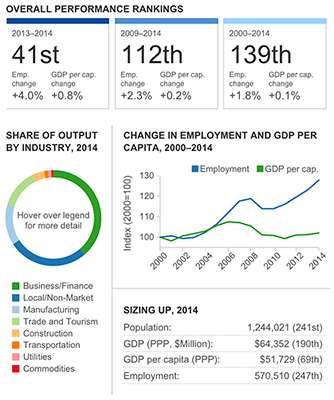 OVERALL PERFORMANCE RANKINGS
2013–2014
41st
Emp. change
+4.0%
GDP per cap. change
+0.8%
2009–2014
112th
Emp. change
+2.3%
GDP per cap. change
+0.2%
2000–2014
139th
Emp. change
+1.8%
GDP per cap. change
+0.1%
SHARE OF OUTPUT
BY INDUSTRY, 2014
Hover over legend
for more detail
Business/Finance
Local/Non-Market
Manufacturing
Trade and Tourism
Construction
Transportation
Utilities
Commodities
CHANGE IN EMPLOYMENT AND GDP PER
CAPITA, 2000–2014
Employment GDP per cap.
Index (2000=100)
130
120
110
100
2000 2002 2004 2006 2008 2010 2012 2014
SIZING UP, 2014
Population: 1,244,021 (241st)
GDP (PPP, $Million): $64,352 (190th)
GDP per capita (PPP): $51,729 (69th)
Employment: 570,510 (247th)